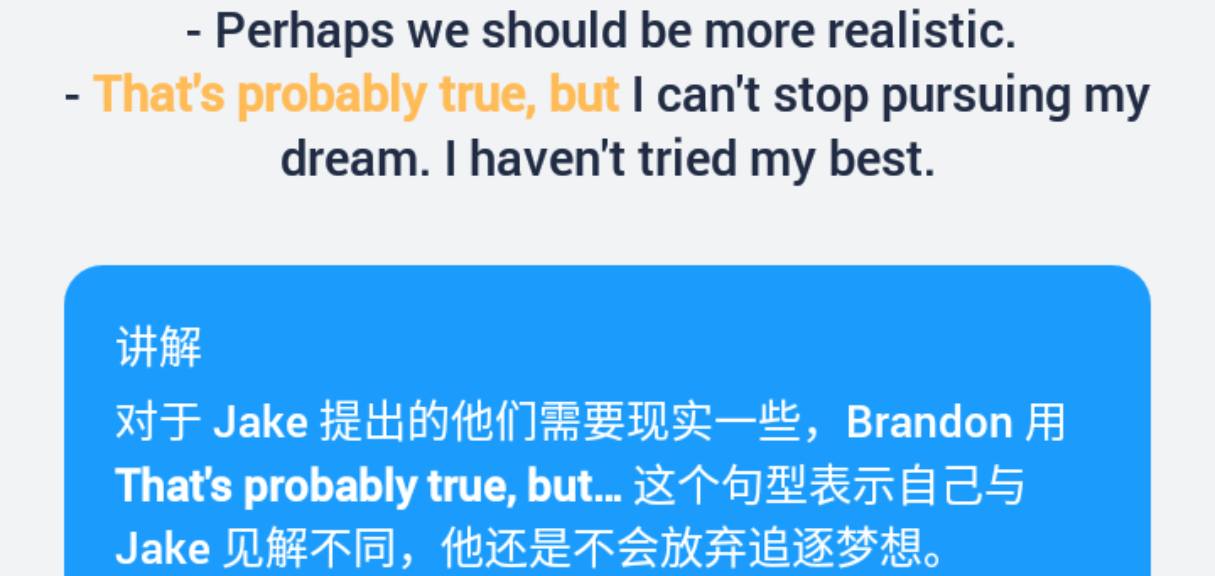 - Perhaps we should be more realistic.
- That's probably true, but I can't stop pursuing my
dream. I haven't tried my best.
讲解
对于 Jake 提出的他们需要现实一些，Brandon 用
That's probably true, but... 这个句型表示自己与
Jake 见解不同，他还是不会放弃追逐梦想。